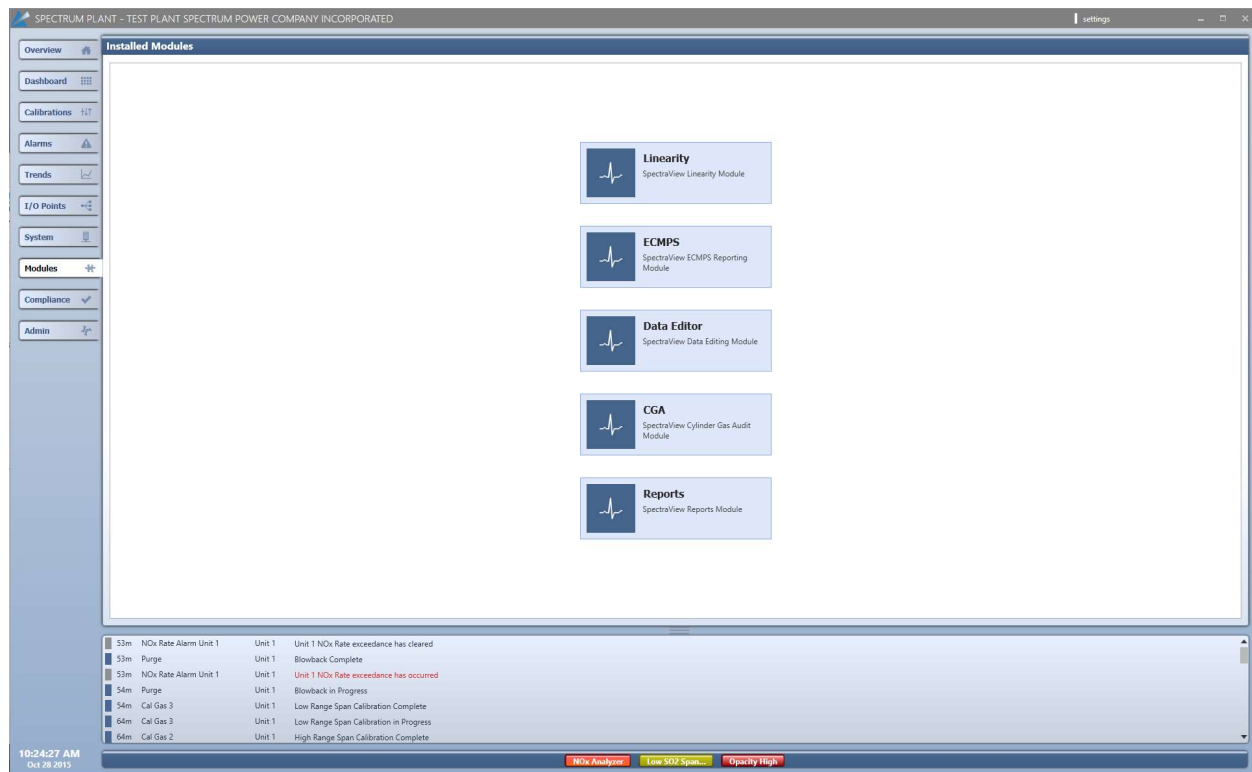 SPECTRUM PLANT - TEST PLANT SPECTRUM POWER COMPANY INCORPORATED
settings
Overview
Installed Modules
Dashboard
Calibrations
Alarms
Trends
I/O Points
System
Modules
Compliance
Admin
Linearity
SpectraView Linearity Module
ECMPS
SpectraView ECMPS Reporting
Module
Data Editor
SpectraView Data Editing Module
CGA
SpectraView Cylinder Gas Audit
Module
Reports
SpectraView Reports Module
53m NOx Rate Alarm Unit 1 Unit 1 Unit 1 NOx Rate exceedance has cleared
53m Purge Unit 1 Blowback Complete
53m NOx Rate Alarm Unit 1 Unit 1 Unit 1 NOx Rate exceedance has occurred
54m Purge Unit 1 Blowback in Progress
54m Cal Gas 3 Unit 1 Low Range Span Calibration Complete
64m Cal Gas 3 Unit 1 Low Range Span Calibration in Progress
64m Cal Gas 2 Unit 1 High Range Span Calibration Complete
10:24:27 AM
Oct 28 2015
NOx Analyzer Low SO2 Span... Opacity High